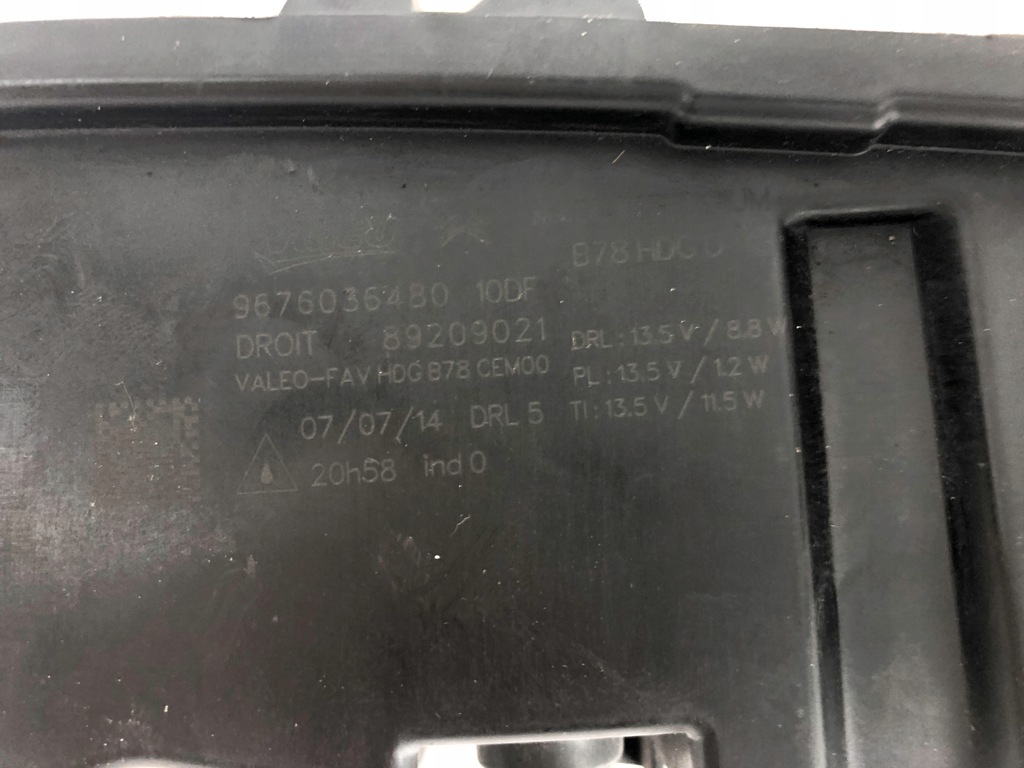 Valeo
B78 HDG D
9676036480 10DF
DROIT 89209021
DRL : 13.5 V / 8.8 W
VALEO-FAV HDG B78 CEM00
PL : 13.5 V / 1.2 W
07/07/14 DRL 5
TI : 13.5 V / 11.5 W
20h58 ind 0